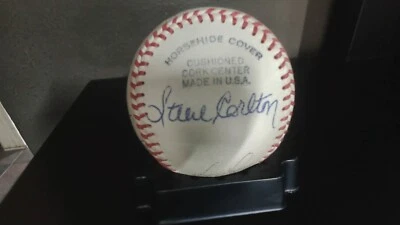 HORSEHIDE COVER
CUSHIONED
CORK CENTER
MADE IN U.S.A.
Steve Carlton